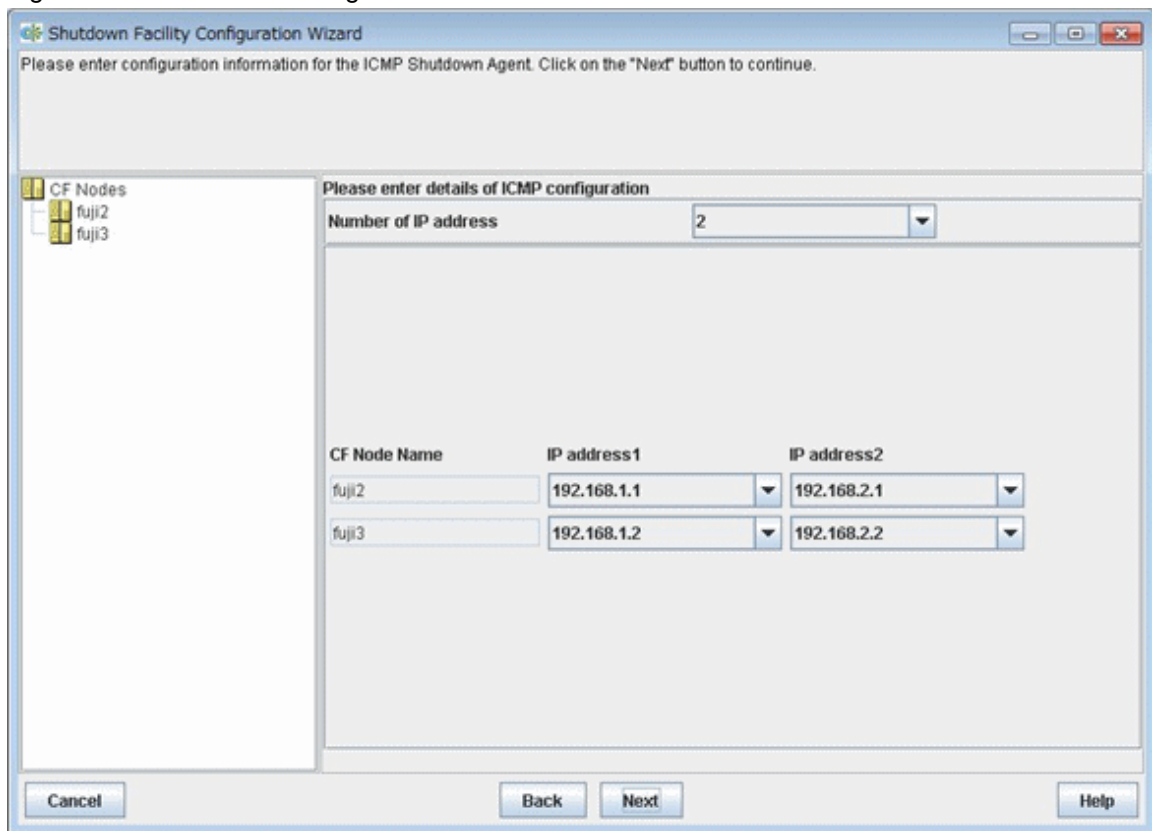 Shutdown Facility Configuration Wizard
Please enter configuration information for the ICMP Shutdown Agent. Click on the "Next" button to continue.
CF Nodes
fuji2
fuji3
Please enter details of ICMP configuration
Number of IP address 2
CF Node Name IP address1 IP address2
fuji2 192.168.1.1 192.168.2.1
fuji3 192.168.1.2 192.168.2.2
Cancel Back Next Help